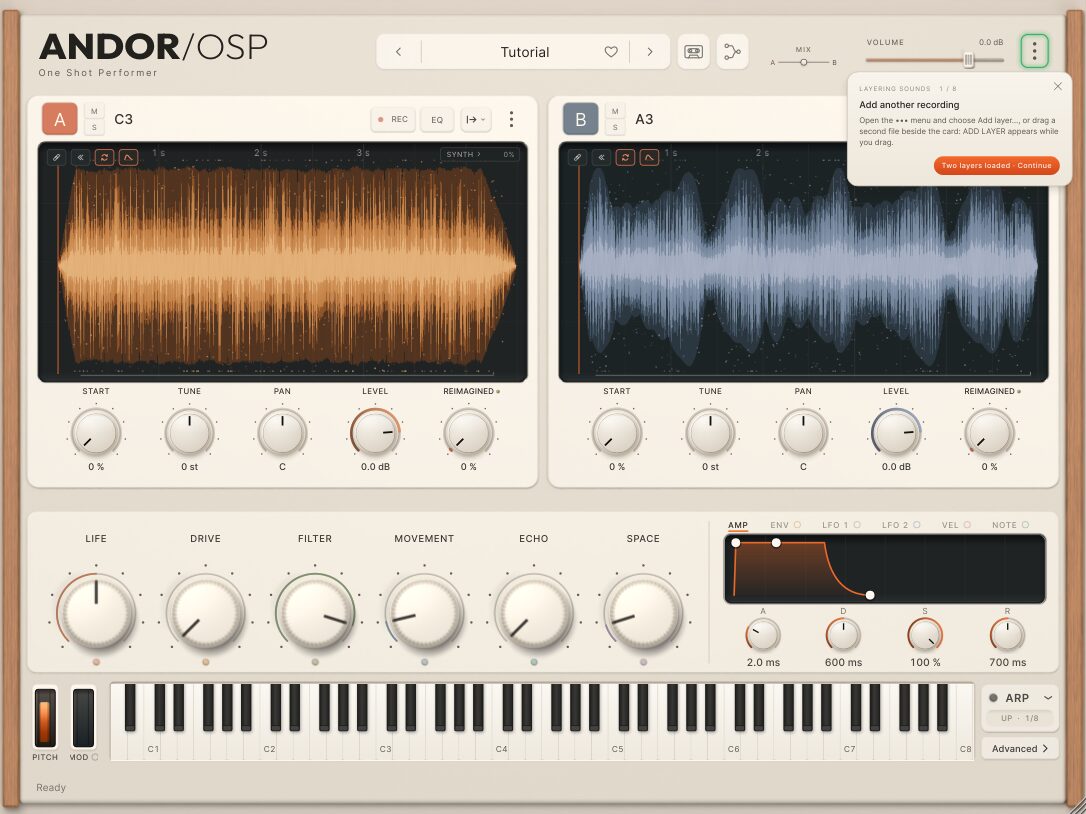 ANDOR/OSP
One Shot Performer
Tutorial
MIX
A B
VOLUME 0.0 dB
LAYERING SOUNDS 1 / 8
Add another recording
Open the ••• menu and choose Add layer..., or drag a
second file beside the card: ADD LAYER appears while
you drag.
Two layers loaded · Continue
A M S C3 REC EQ
1 s 2 s 3 s SYNTH › 0%
START TUNE PAN LEVEL REIMAGINED
0 % 0 st C 0.0 dB 0 %
B M S A3
1 s 2 s
START TUNE PAN LEVEL REIMAGINED
0 % 0 st C 0.0 dB 0 %
LIFE DRIVE FILTER MOVEMENT ECHO SPACE
AMP ENV LFO 1 LFO 2 VEL NOTE
A D S R
2.0 ms 600 ms 100 % 700 ms
C1 C2 C3 C4 C5 C6 C7 C8
PITCH MOD
ARP
UP · 1/8
Advanced
Ready